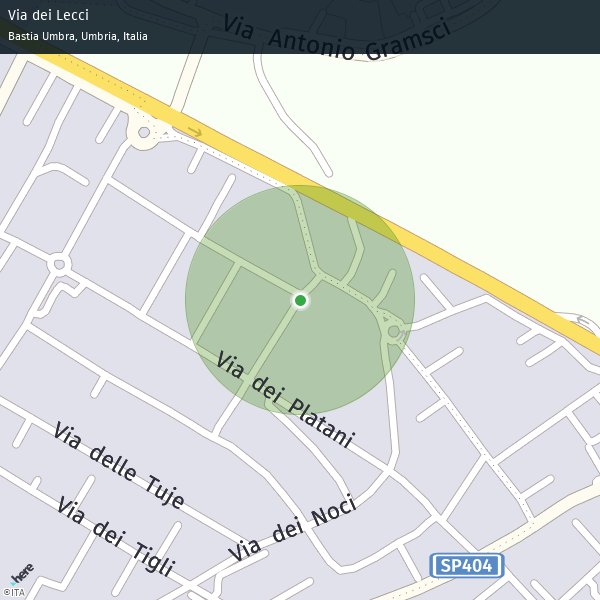 Via dei Lecci
Bastia Umbra, Umbria, Italia
Via Antonio Gramsci
Via dei Platani
Via delle Tuje
Via dei Noci
Via dei Tigli
SP404
here
©ITA